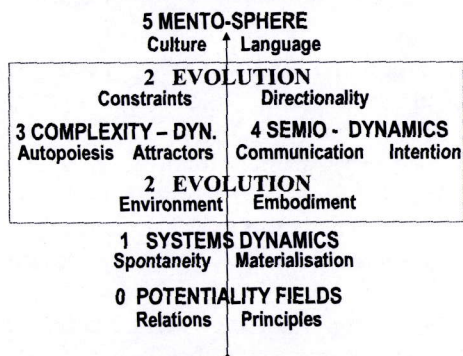 5 MENTO-SPHERE
Culture Language
2 EVOLUTION
Constraints Directionality
3 COMPLEXITY – DYN. 4 SEMIO - DYNAMICS
Autopoiesis Attractors Communication Intention
2 EVOLUTION
Environment Embodiment
1 SYSTEMS DYNAMICS
Spontaneity Materialisation
0 POTENTIALITY FIELDS
Relations Principles